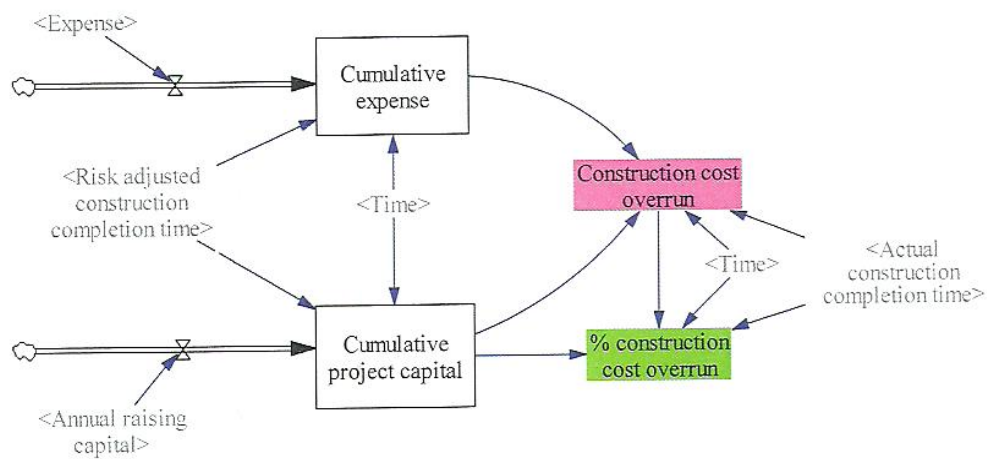 <Expense>
Cumulative
expense
<Risk adjusted
construction
completion time>
<Time>
Construction cost
overrun
<Time>
<Actual
construction
completion time>
Cumulative
project capital
% construction
cost overrun
<Annual raising
capital>